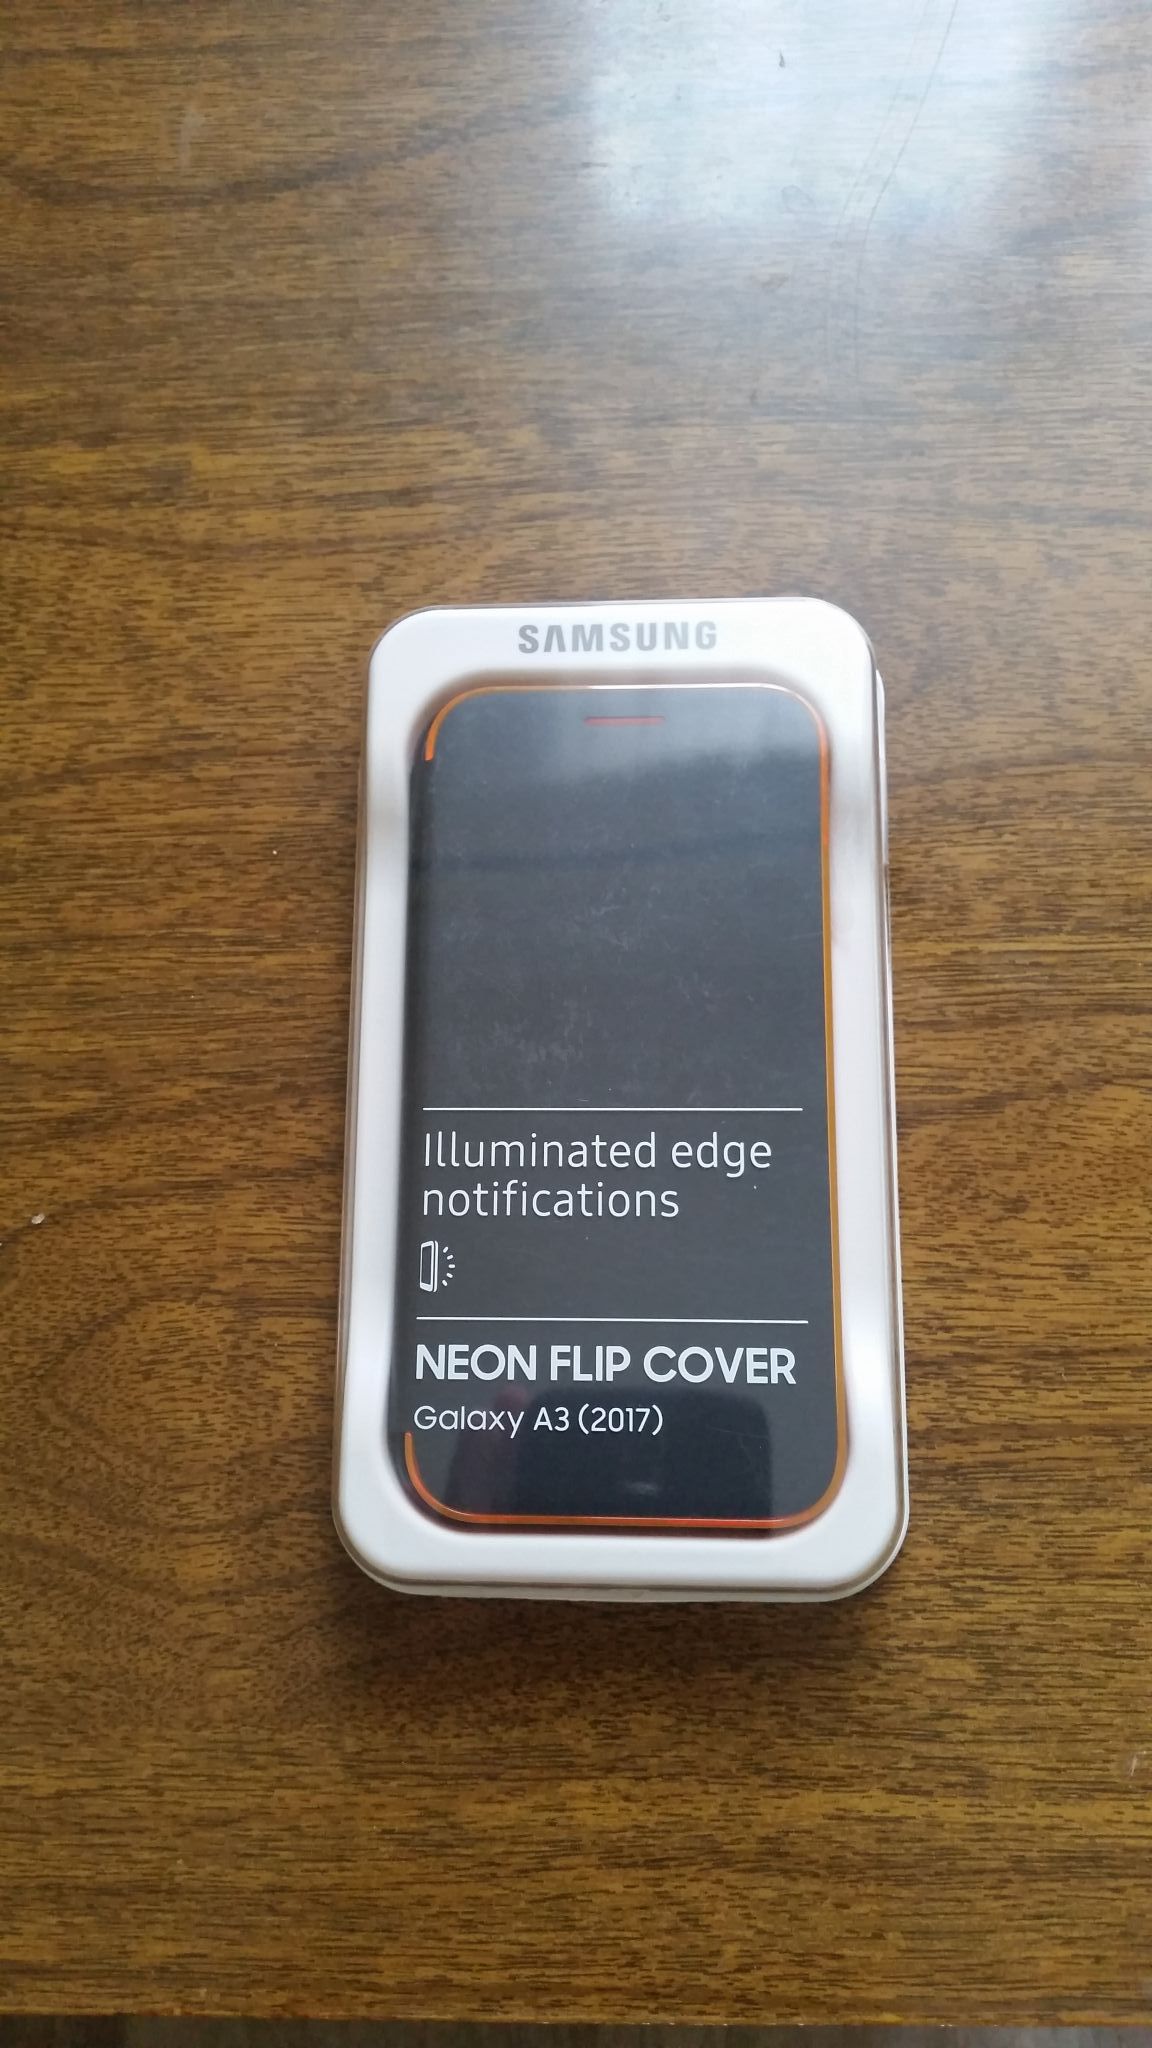 SAMSUNG
Illuminated edge
notifications
NEON FLIP COVER
Galaxy A3 (2017)